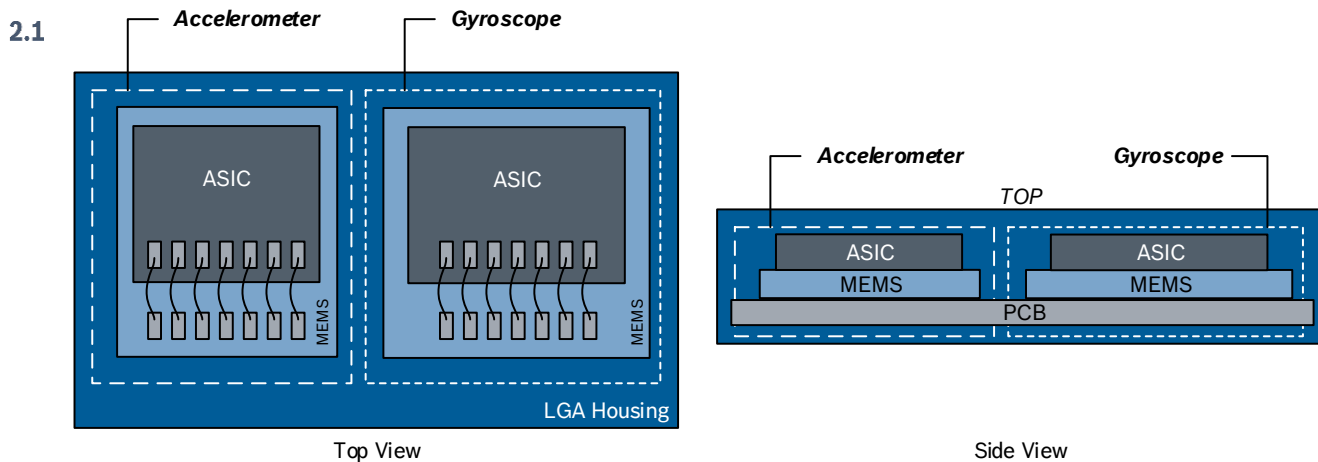 2.1
Accelerometer
Gyroscope
ASIC
ASIC
MEMS
MEMS
LGA Housing
Top View
Accelerometer
Gyroscope
TOP
ASIC
ASIC
MEMS
MEMS
PCB
Side View